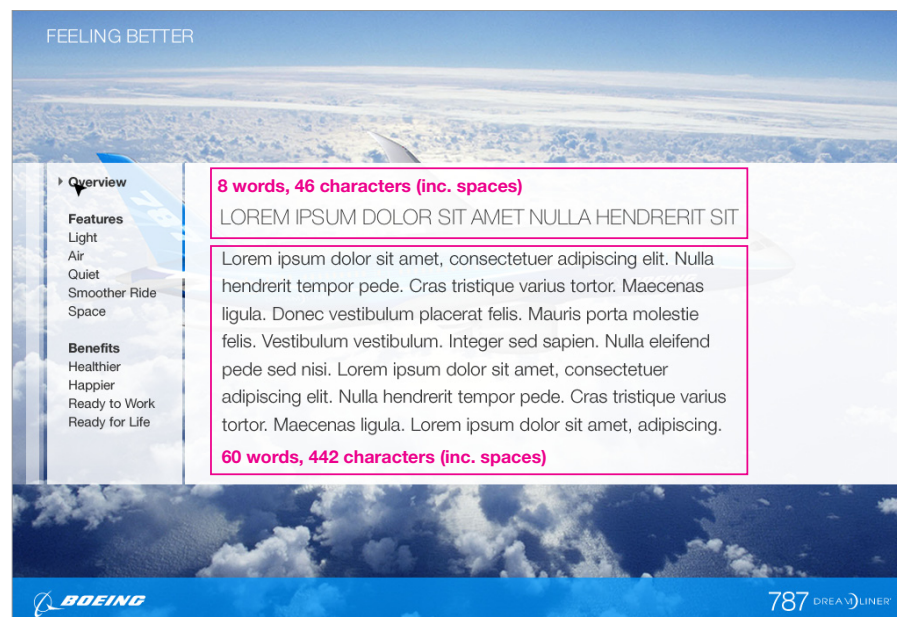 FEELING BETTER
Overview
Features
Light
Air
Quiet
Smoother Ride
Space
Benefits
Healthier
Happier
Ready to Work
Ready for Life
8 words, 46 characters (inc. spaces)
LOREM IPSUM DOLOR SIT AMET NULLA HENDRERIT SIT
Lorem ipsum dolor sit amet, consectetuer adipiscing elit. Nulla
hendrerit tempor pede. Cras tristique varius tortor. Maecenas
ligula. Donec vestibulum placerat felis. Mauris porta molestie
felis. Vestibulum vestibulum. Integer sed sapien. Nulla eleifend
pede sed nisi. Lorem ipsum dolor sit amet, consectetuer
adipiscing elit. Nulla hendrerit tempor pede. Cras tristique varius
tortor. Maecenas ligula. Lorem ipsum dolor sit amet, adipiscing.
60 words, 442 characters (inc. spaces)
787
BOEING
BOEING
787 DREAMLINER